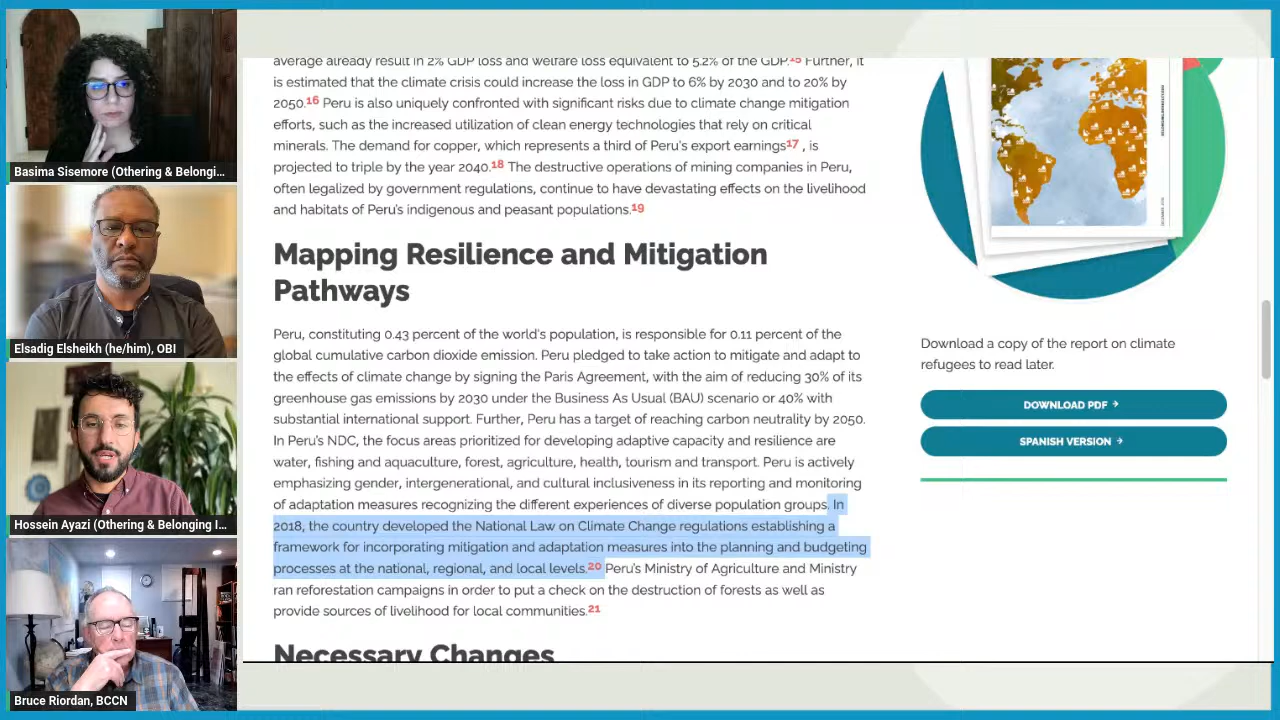 Basima Sisemore (Othering & Belongi...
Elsadig Elsheikh (he/him), OBI
Hossein Ayazi (Othering & Belonging I...
Bruce Riordan, BCCN
average already result in 2% GDP loss and welfare loss equivalent to 5.2% of the GDP.15 Further, it
is estimated that the climate crisis could increase the loss in GDP to 6% by 2030 and to 20% by
2050.16 Peru is also uniquely confronted with significant risks due to climate change mitigation
efforts, such as the increased utilization of clean energy technologies that rely on critical
minerals. The demand for copper, which represents a third of Peru's export earnings17 , is
projected to triple by the year 2040.18 The destructive operations of mining companies in Peru,
often legalized by government regulations, continue to have devastating effects on the livelihood
and habitats of Peru's indigenous and peasant populations.19
Mapping Resilience and Mitigation
Pathways
Peru, constituting 0.43 percent of the world's population, is responsible for 0.11 percent of the
global cumulative carbon dioxide emission. Peru pledged to take action to mitigate and adapt to
the effects of climate change by signing the Paris Agreement, with the aim of reducing 30% of its
greenhouse gas emissions by 2030 under the Business As Usual (BAU) scenario or 40% with
substantial international support. Further, Peru has a target of reaching carbon neutrality by 2050.
In Peru's NDC, the focus areas prioritized for developing adaptive capacity and resilience are
water, fishing and aquaculture, forest, agriculture, health, tourism and transport. Peru is actively
emphasizing gender, intergenerational, and cultural inclusiveness in its reporting and monitoring
of adaptation measures recognizing the different experiences of diverse population groups. In
2018, the country developed the National Law on Climate Change regulations establishing a
framework for incorporating mitigation and adaptation measures into the planning and budgeting
processes at the national, regional, and local levels.20 Peru's Ministry of Agriculture and Ministry
ran reforestation campaigns in order to put a check on the destruction of forests as well as
provide sources of livelihood for local communities.21
Necessary Changes
Download a copy of the report on climate
refugees to read later.
DOWNLOAD PDF →
SPANISH VERSION →